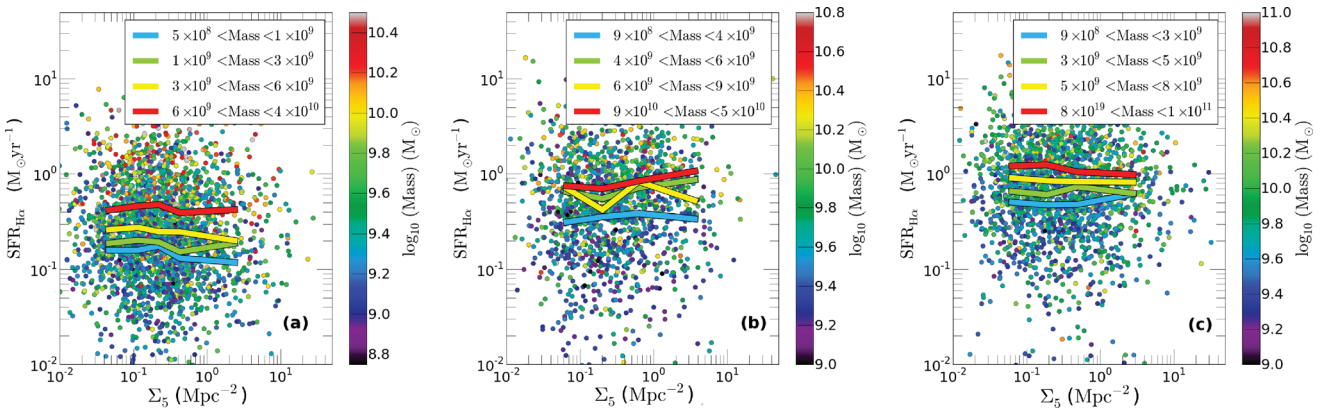 5 ×10⁸ <Mass<1 ×10⁹
1 ×10⁹ <Mass<3 ×10⁹
3 ×10⁹ <Mass<6 ×10⁹
6 ×10⁹ <Mass<4 ×10¹⁰
10¹
10⁰
10⁻¹
10⁻²
SFR_Hα (M⊙yr⁻¹)
(a)
10⁻² 10⁻¹ 10⁰ 10¹
Σ₅ (Mpc⁻²)
10.4
10.2
10.0
9.8
9.6
9.4
9.2
9.0
8.8
log₁₀ (Mass) (M⊙)
9 ×10⁸ <Mass<4 ×10⁹
4 ×10⁹ <Mass<6 ×10⁹
6 ×10⁹ <Mass<9 ×10⁹
9 ×10¹⁰ <Mass<5 ×10¹⁰
10¹
10⁰
10⁻¹
10⁻²
SFR_Hα (M⊙yr⁻¹)
(b)
10⁻² 10⁻¹ 10⁰ 10¹
Σ₅ (Mpc⁻²)
10.8
10.6
10.4
10.2
10.0
9.8
9.6
9.4
9.2
9.0
log₁₀ (Mass) (M⊙)
9 ×10⁸ <Mass<3 ×10⁹
3 ×10⁹ <Mass<5 ×10⁹
5 ×10⁹ <Mass<8 ×10⁹
8 ×10¹⁹ <Mass<1 ×10¹¹
10¹
10⁰
10⁻¹
10⁻²
SFR_Hα (M⊙yr⁻¹)
(c)
10⁻² 10⁻¹ 10⁰ 10¹
Σ₅ (Mpc⁻²)
11.0
10.8
10.6
10.4
10.2
10.0
9.8
9.6
9.4
9.2
9.0
log₁₀ (Mass) (M⊙)